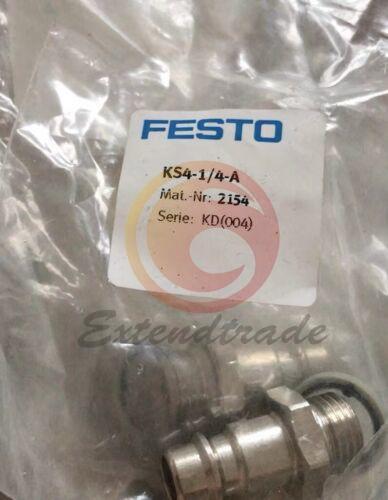 FESTO
KS4-1/4-A
Mat.-Nr: 2154
Serie: KD(004)
Extendtrade